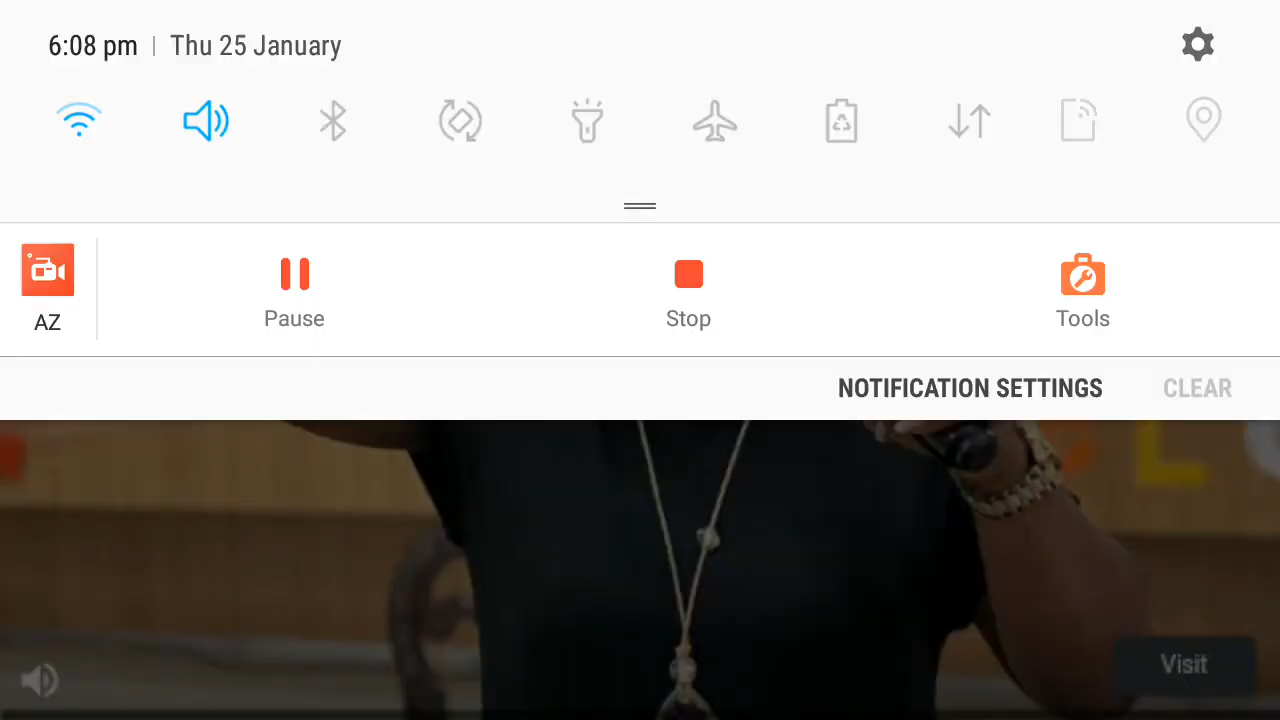 6:08 pm | Thu 25 January
AZ
Pause
Stop
Tools
NOTIFICATION SETTINGS
CLEAR
L
Visit